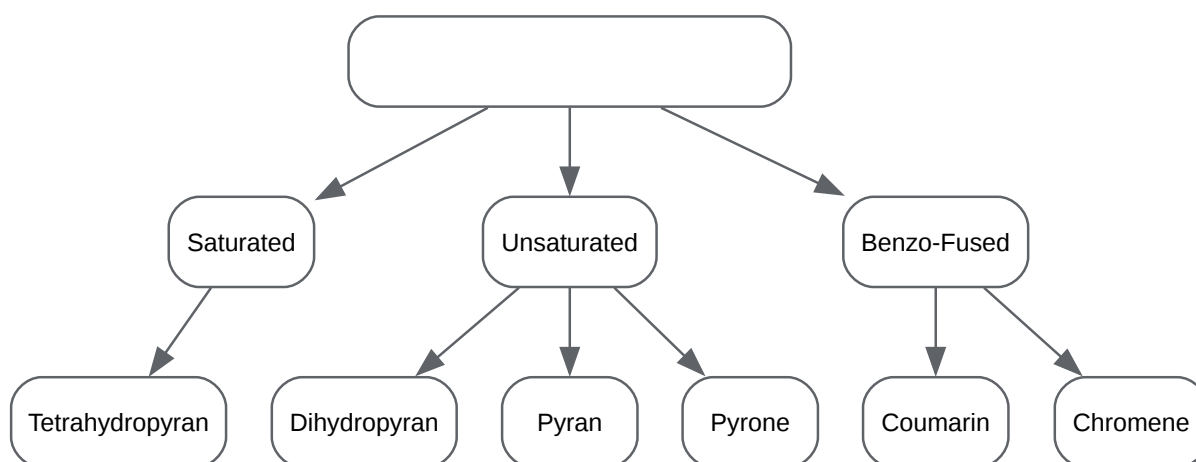 Saturated
Unsaturated
Benzo-Fused
Tetrahydropyran
Dihydropyran
Pyran
Pyrone
Coumarin
Chromene